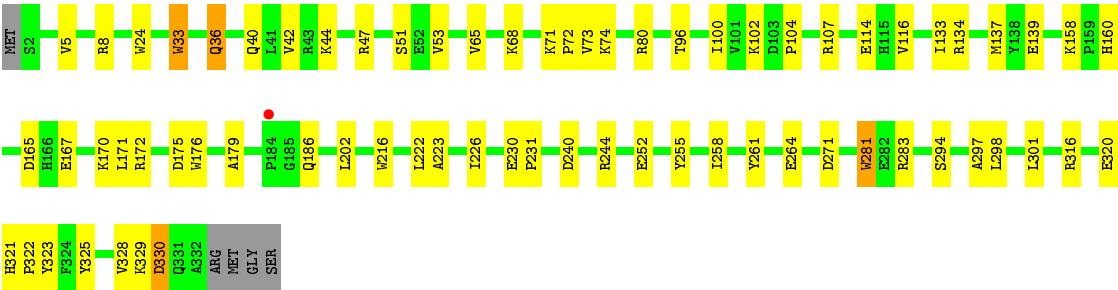 MET S2 V5 R8 W24 W33 Q36 Q40 L41 V42 R43 K44 R47 S51 E52 V53 V65 K68 K71 P72 V73 K74 R80 T96 I100 V101 K102 D103 P104 R107 E114 H115 V116 I133 R134 M137 Y138 E139 K158 P159 H160
D165 H166 E167 K170 L171 R172 D175 W176 A179 P184 G185 Q186 L202 W216 L222 A223 I226 E230 P231 D240 R244 E252 Y255 I258 Y261 E264 D271 W281 E282 R283 S294 A297 L298 L301 R316 E320
H321 P322 Y323 F324 Y325 V328 K329 D330 Q331 A332 ARG MET GLY SER